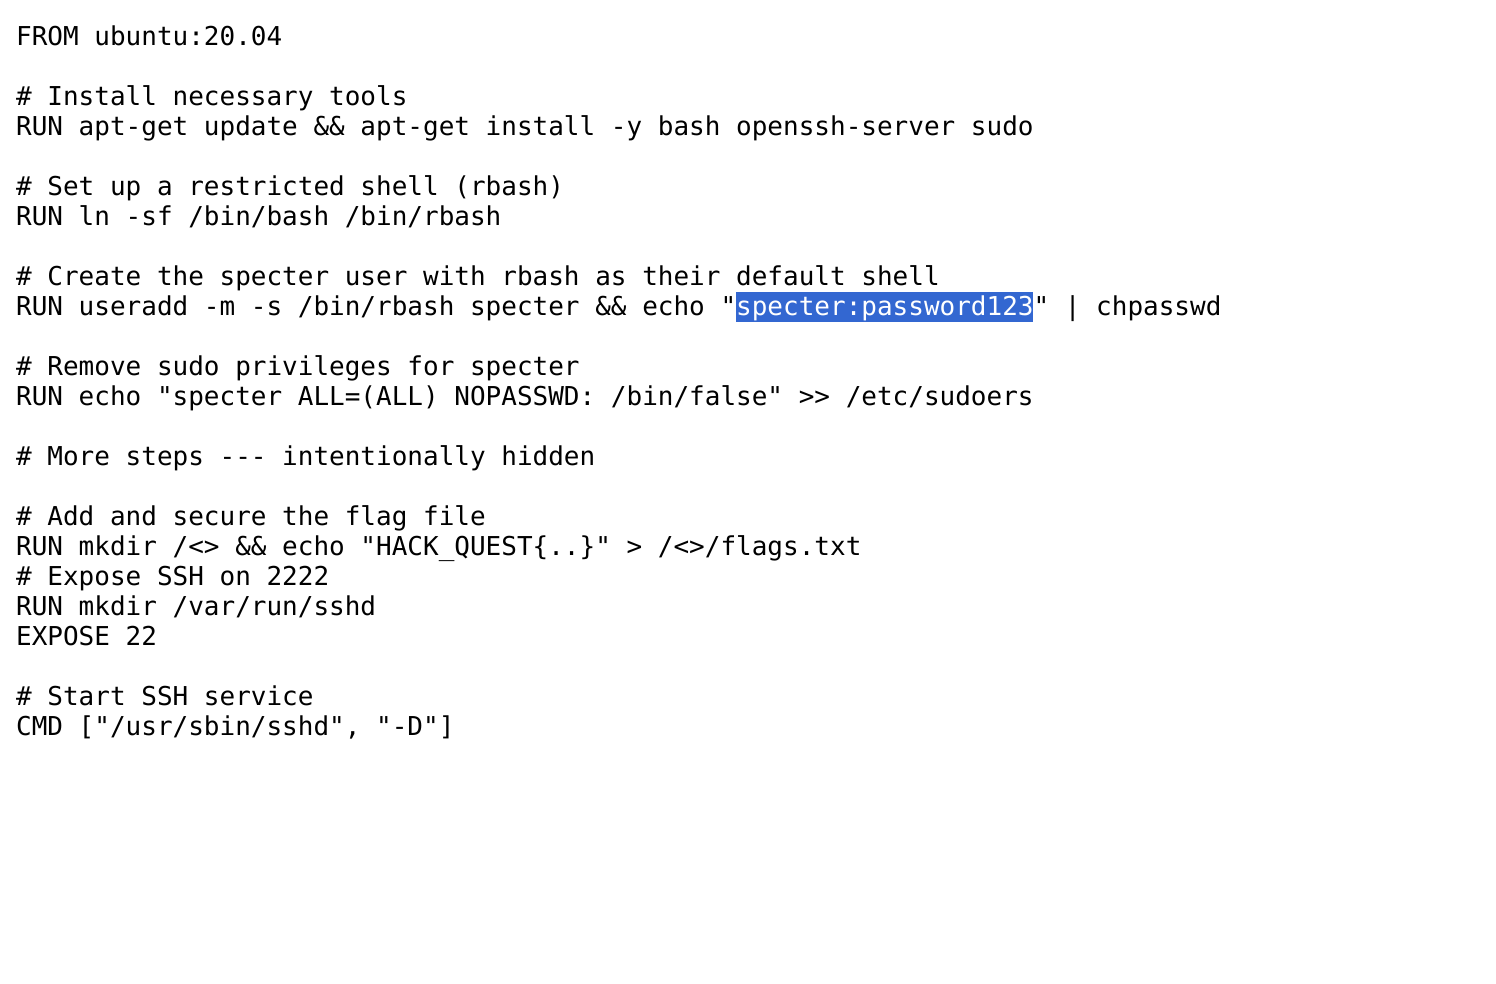 FROM ubuntu:20.04
# Install necessary tools
RUN apt-get update && apt-get install -y bash openssh-server sudo
# Set up a restricted shell (rbash)
RUN ln -sf /bin/bash /bin/rbash
# Create the specter user with rbash as their default shell
RUN useradd -m -s /bin/rbash specter && echo "specter:password123" | chpasswd
# Remove sudo privileges for specter
RUN echo "specter ALL=(ALL) NOPASSWD: /bin/false" >> /etc/sudoers
# More steps --- intentionally hidden
# Add and secure the flag file
RUN mkdir /<> && echo "HACK_QUEST{..}" > /<>/flags.txt
# Expose SSH on 2222
RUN mkdir /var/run/sshd
EXPOSE 22
# Start SSH service
CMD ["/usr/sbin/sshd", "-D"]